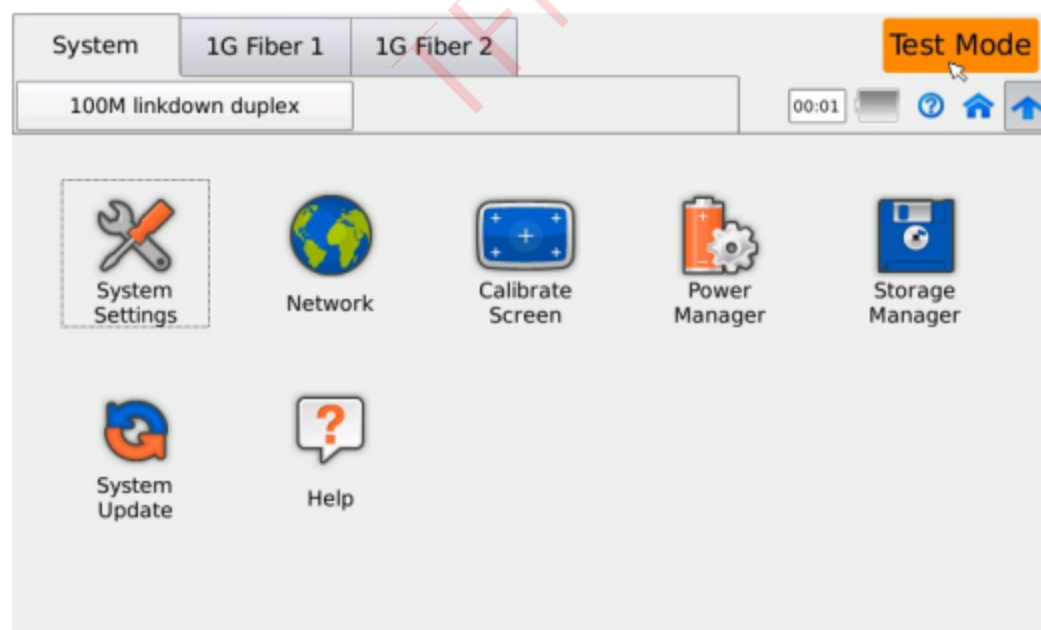 System
1G Fiber 1
1G Fiber 2
Test Mode
100M linkdown duplex
00:01
System
Settings
Network
Calibrate
Screen
Power
Manager
Storage
Manager
System
Update
Help